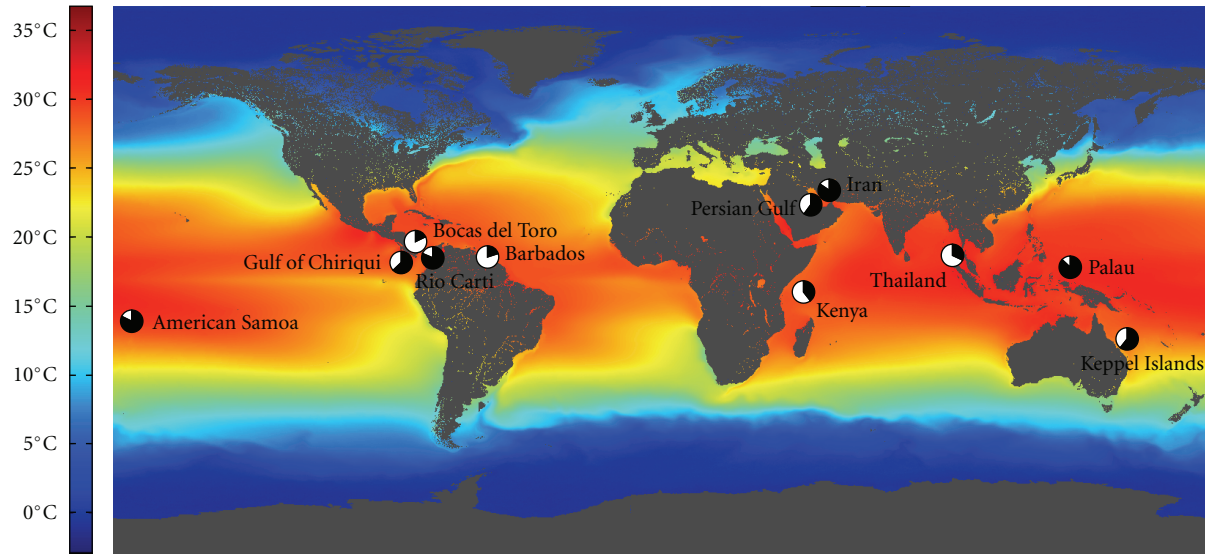 35°C
30°C
25°C
20°C
15°C
10°C
5°C
0°C
Iran
Persian Gulf
Bocas del Toro
Barbados
Gulf of Chiriqui
Rio Carti
Thailand
Palau
Kenya
American Samoa
Keppel Islands